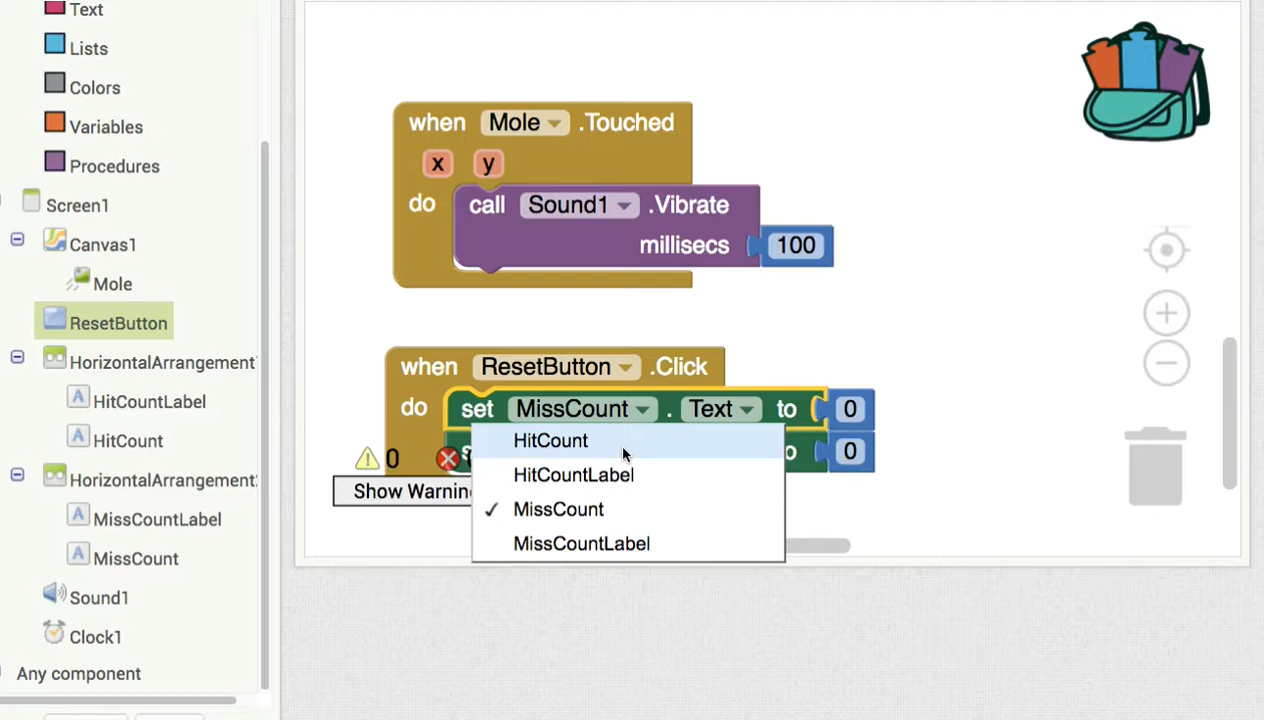 Text
Lists
Colors
Variables
Procedures
Screen1
Canvas1
Mole
ResetButton
HorizontalArrangement1
HitCountLabel
HitCount
HorizontalArrangement2
MissCountLabel
MissCount
Sound1
Clock1
Any component
when Mole .Touched
x y
do call Sound1 .Vibrate
millisecs 100
when ResetButton .Click
do set MissCount . Text to 0
HitCount
0
s o 0
HitCountLabel
Show Warnin
MissCount
MissCountLabel